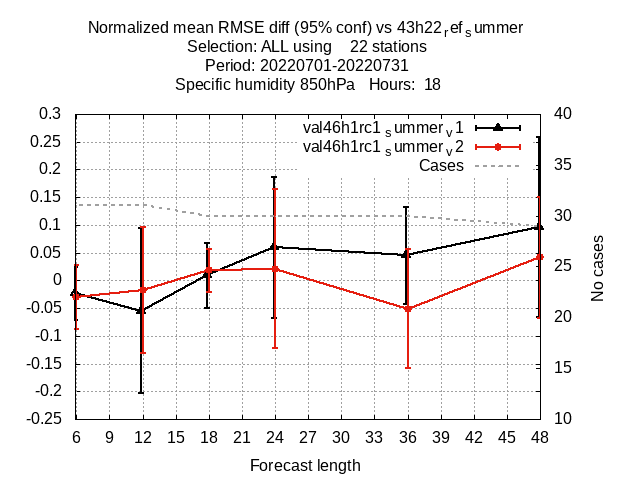 Normalized mean RMSE diff (95% conf) vs 43h22refsummer
Selection: ALL using 22 stations
Period: 20220701-20220731
Specific humidity 850hPa Hours: 18
0.3 40
val46h1rc1summerv1
0.25
val46h1rc1summerv2
Cases 35
0.2
0.15
30
0.1
0.05
25
0
No cases
-0.05
20
-0.1
-0.15
15
-0.2
-0.25 10
6 9 12 15 18 21 24 27 30 33 36 39 42 45 48
Forecast length